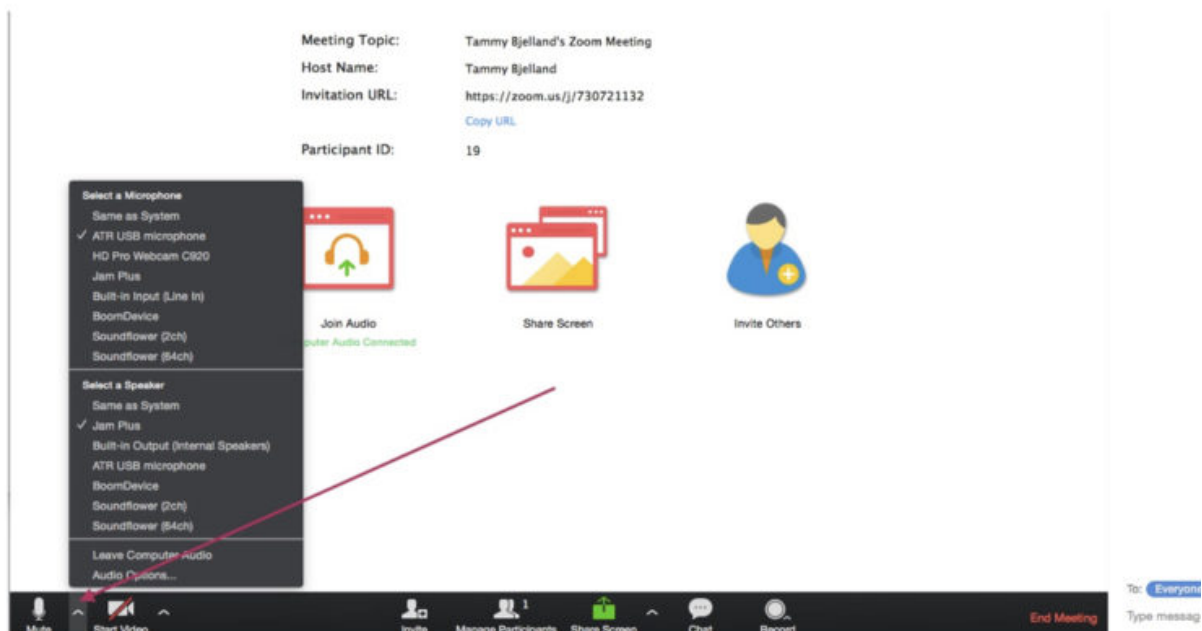 Meeting Topic: Tammy Bjelland's Zoom Meeting
Host Name: Tammy Bjelland
Invitation URL: https://zoom.us/j/730721132
Copy URL
Participant ID: 19
Select a Microphone
Same as System
✓ ATR USB microphone
HD Pro Webcam C920
Jam Plus
Built-in Input (Line In)
BoomDevice
Soundflower (2ch)
Soundflower (64ch)
Select a Speaker
Same as System
✓ Jam Plus
Built-in Output (Internal Speakers)
ATR USB microphone
BoomDevice
Soundflower (2ch)
Soundflower (64ch)
Leave Computer Audio
Audio Options...
Join Audio
puter Audio Connected
Share Screen
Invite Others
Mute
Start Video
Invite
1
Manage Participants
Share Screen
Chat
Record
End Meeting
To: Everyone
Type messag